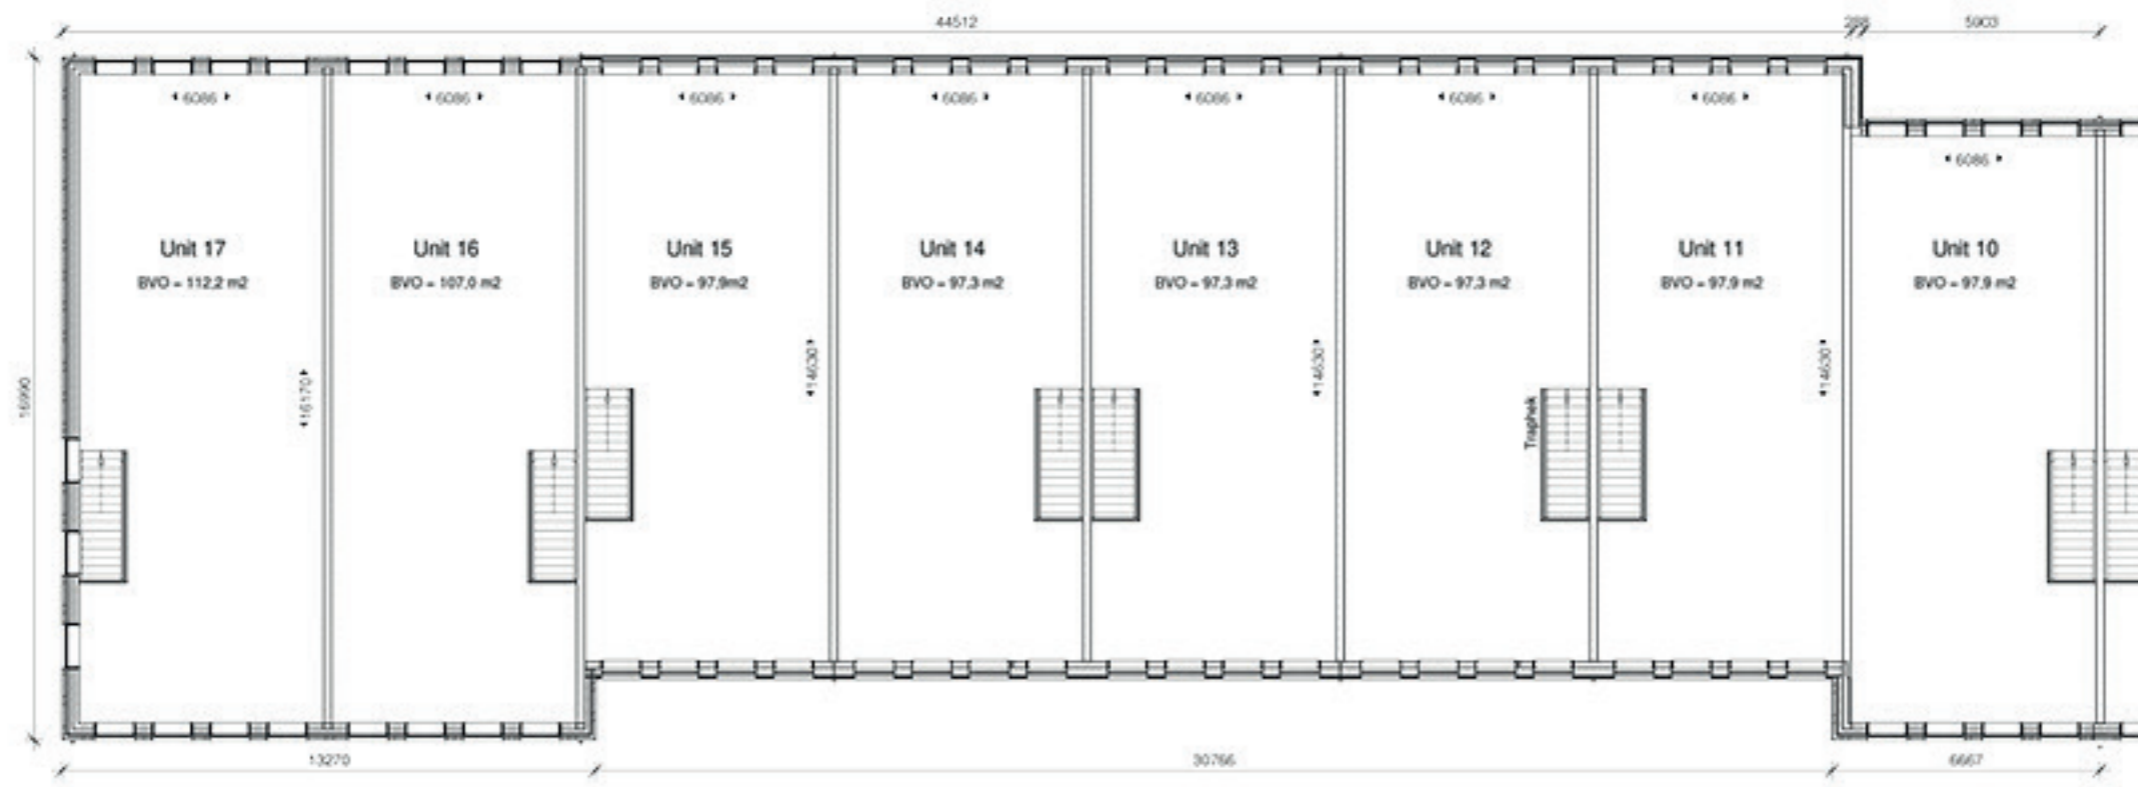 44512
288
5903
6086
6086
6086
6086
6086
6086
6086
6086
Unit 17
BVO = 112,2 m2
Unit 16
BVO = 107,0 m2
Unit 15
BVO = 97,9m2
Unit 14
BVO = 97,3 m2
Unit 13
BVO = 97,3 m2
Unit 12
BVO = 97,3 m2
Unit 11
BVO = 97,9 m2
Unit 10
BVO = 97,9 m2
16990
16170
14630
14630
14630
Traphek
13270
30766
6667